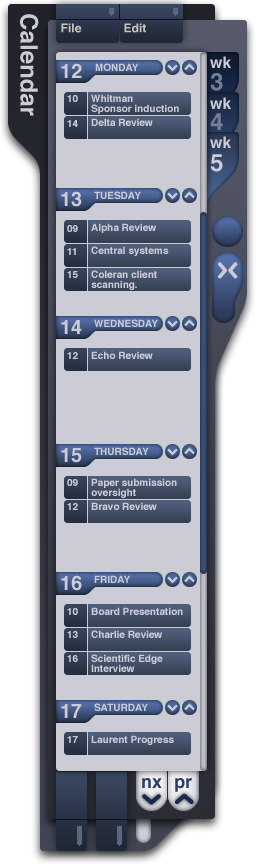 Calendar
File Edit
wk
3
wk
4
wk
5
12 MONDAY
10 Whitman
Sponsor induction
14 Delta Review
13 TUESDAY
09 Alpha Review
11 Central systems
15 Coleran client
scanning.
14 WEDNESDAY
12 Echo Review
15 THURSDAY
09 Paper submission
oversight
12 Bravo Review
16 FRIDAY
10 Board Presentation
13 Charlie Review
16 Scientific Edge
Interview
17 SATURDAY
17 Laurent Progress
nx pr